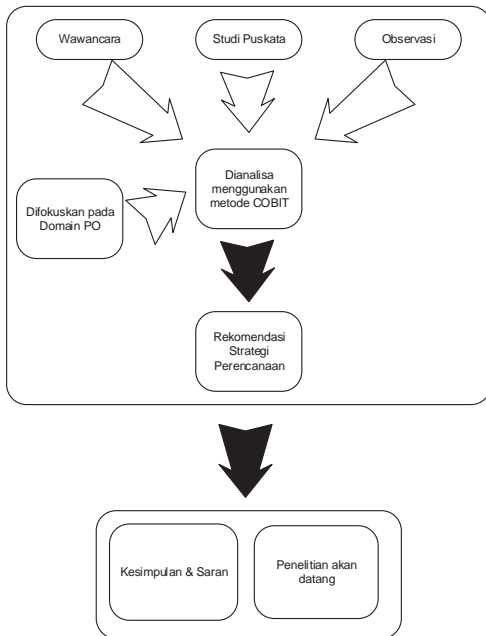 Wawancara
Studi Puskata
Observasi
Dianalisa
menggunakan
metode COBIT
Difokuskan pada
Domain PO
Rekomendasi
Strategi
Perencanaan
Kesimpulan & Saran
Penelitian akan
datang